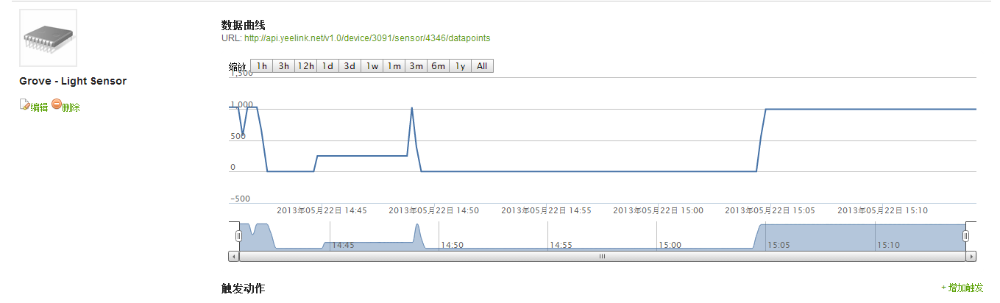 数据曲线
URL: http://api.yeelink.net/v1.0/device/3091/sensor/4346/datapoints
Grove - Light Sensor
编辑 删除
缩放 1h 3h 12h 1d 3d 1w 1m 3m 6m 1y All
1,500
1,000
500
0
-500
2013年05月22日 14:45 2013年05月22日 14:50 2013年05月22日 14:55 2013年05月22日 15:00 2013年05月22日 15:05 2013年05月22日 15:10
14:45 14:50 14:55 15:00 15:05 15:10
触发动作 + 增加触发